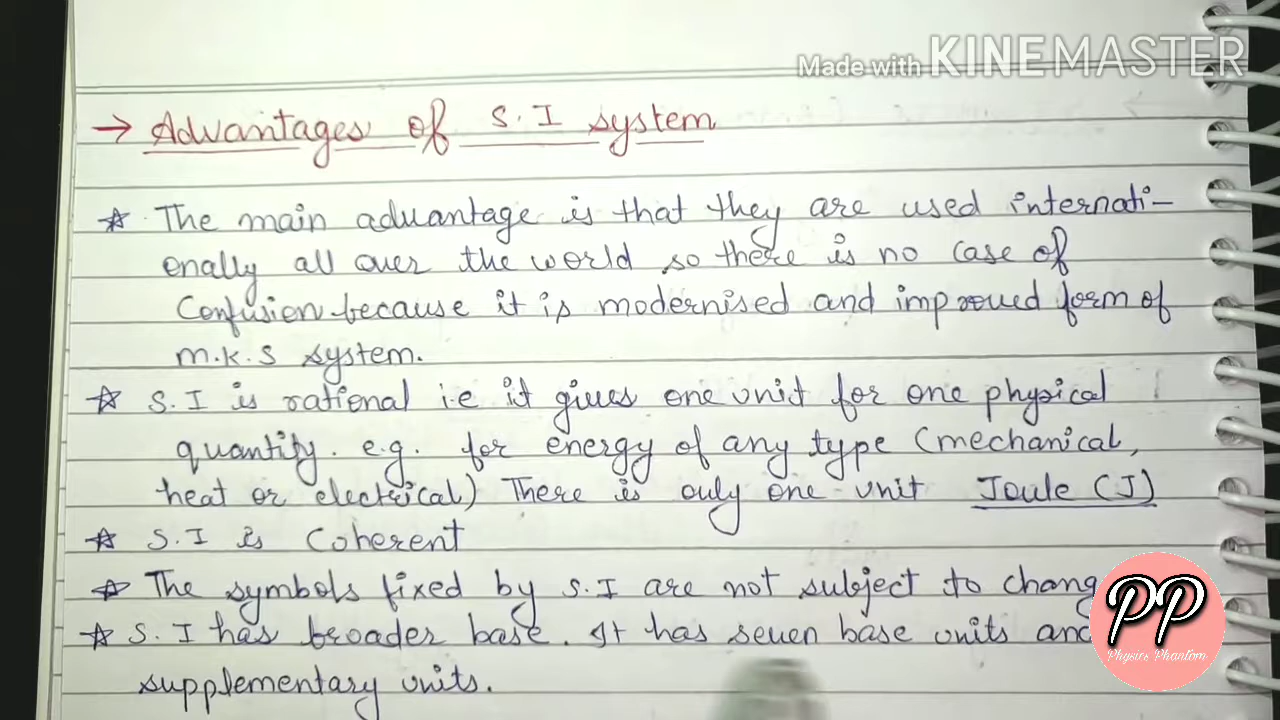 Made with KINEMASTER
→ Advantages of S.I system
☆ The main advantage is that they are used internati-
onally all over the world so there is no case of
Confusion because it is modernised and improved form of
M.K.S system.
☆ S.I is rational i.e it gives one unit for one physical
quantity. e.g. for energy of any type (mechanical,
heat or electrical) There is only one unit Joule (J)
☆ S.I is Coherent
☆ The symbols fixed by S.I are not subject to chang
☆ S.I has broader base. It has seven base units and
supplementary units.
PP
Physics Phantom